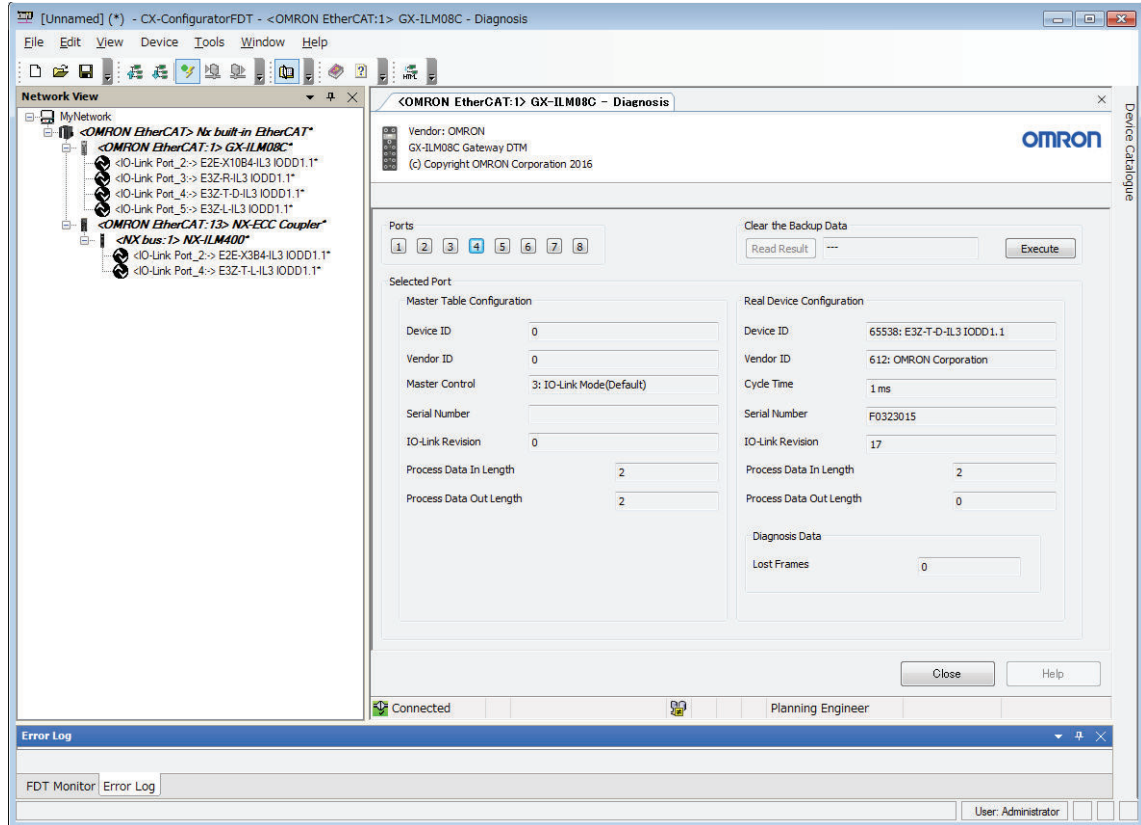 [Unnamed] (*) - CX-ConfiguratorFDT - <OMRON EtherCAT:1> GX-ILM08C - Diagnosis
File Edit View Device Tools Window Help
Network View
MyNetwork
<OMRON EtherCAT> Nx built-in EtherCAT*
<OMRON EtherCAT:1> GX-ILM08C*
<IO-Link Port_2:-> E2E-X10B4-IL3 IODD1.1*
<IO-Link Port_3:-> E3Z-R-IL3 IODD1.1*
<IO-Link Port_4:-> E3Z-T-D-IL3 IODD1.1*
<IO-Link Port_5:-> E3Z-L-IL3 IODD1.1*
<OMRON EtherCAT:13> NX-ECC Coupler*
<NX bus:1> NX-ILM400*
<IO-Link Port_2:-> E2E-X3B4-IL3 IODD1.1*
<IO-Link Port_4:-> E3Z-T-L-IL3 IODD1.1*
<OMRON EtherCAT:1> GX-ILM08C - Diagnosis
Vendor: OMRON
GX-ILM08C Gateway DTM
(c) Copyright OMRON Corporation 2016
OMRON
Device Catalogue
Ports
1 2 3 4 5 6 7 8
Clear the Backup Data
Read Result --- Execute
Selected Port
Master Table Configuration
Device ID 0
Vendor ID 0
Master Control 3: IO-Link Mode(Default)
Serial Number
IO-Link Revision 0
Process Data In Length 2
Process Data Out Length 2
Real Device Configuration
Device ID 65538: E3Z-T-D-IL3 IODD1.1
Vendor ID 612: OMRON Corporation
Cycle Time 1 ms
Serial Number F0323015
IO-Link Revision 17
Process Data In Length 2
Process Data Out Length 0
Diagnosis Data
Lost Frames 0
Close Help
Connected Planning Engineer
Error Log
FDT Monitor Error Log
User: Administrator